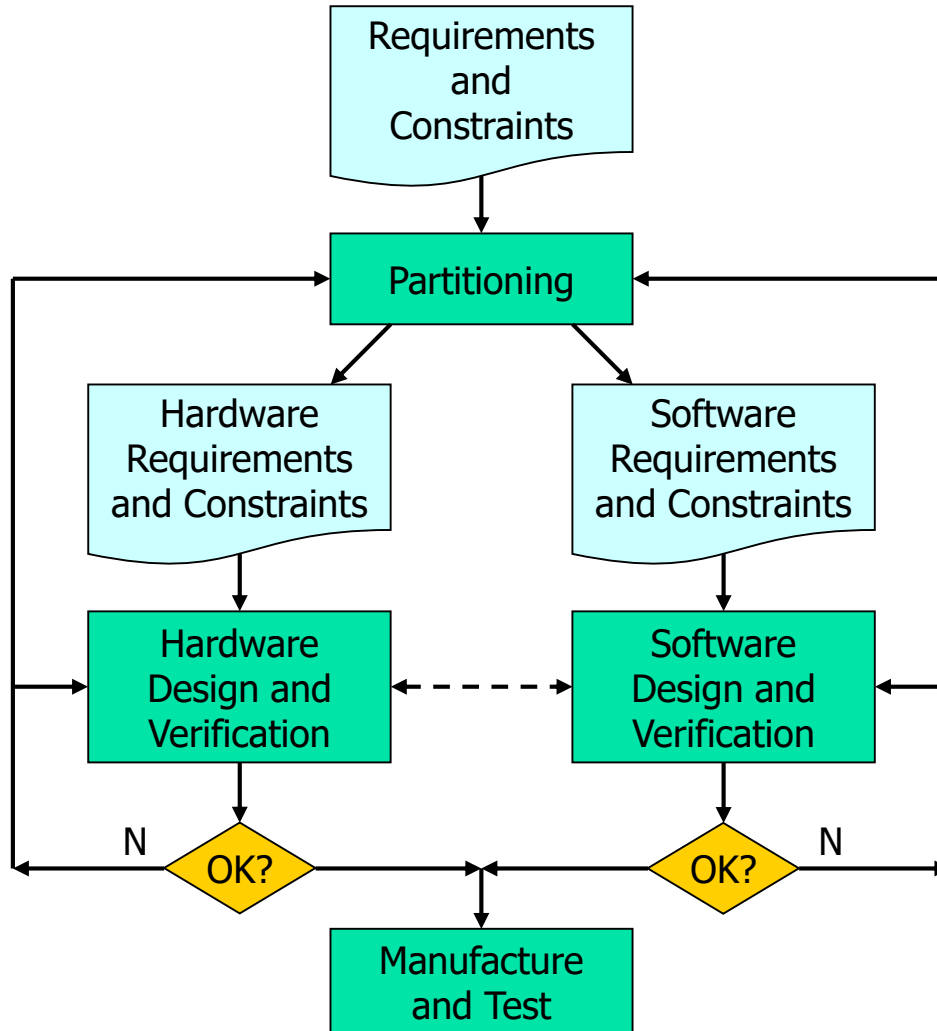 Requirements
and
Constraints
Partitioning
Hardware
Requirements
and Constraints
Software
Requirements
and Constraints
Hardware
Design and
Verification
Software
Design and
Verification
N
OK?
OK?
N
Manufacture
and Test